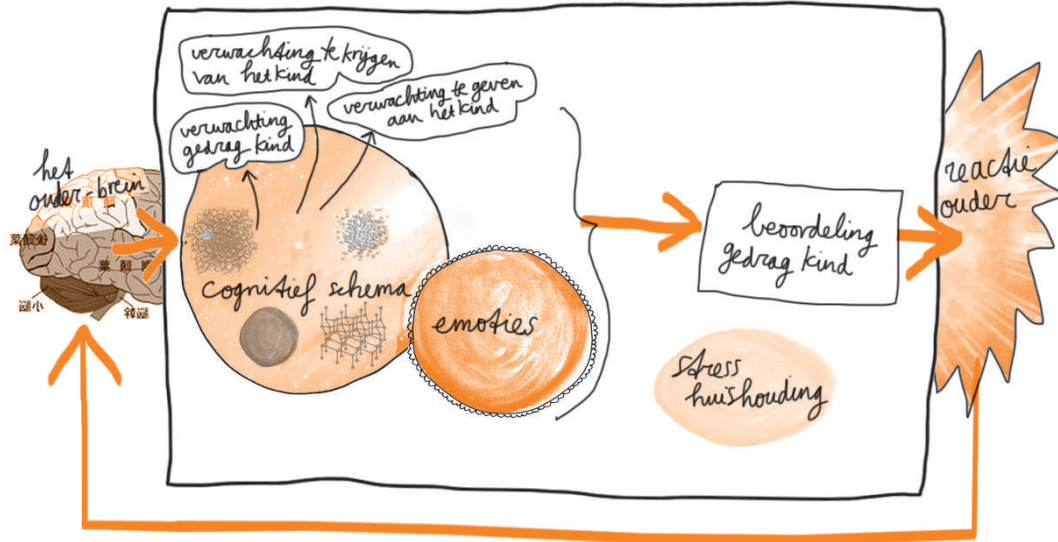 verwachting te krijgen
van het kind
verwachting te geven
aan het kind
verwachting
gedrag kind
het
ouder-brein
cognitief schema
emoties
beoordeling
gedrag kind
reactie
ouder
stress
huishouding